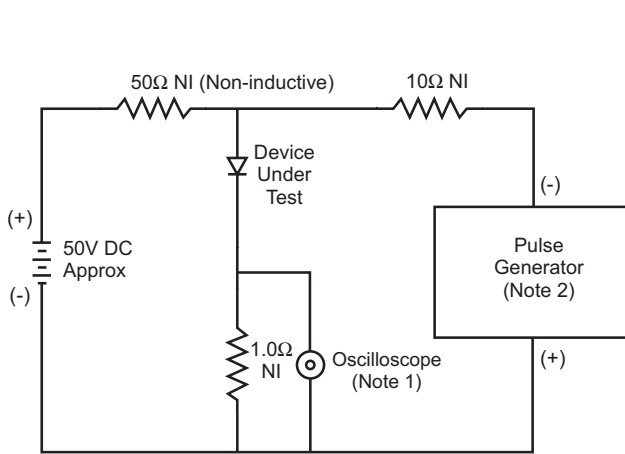 50Ω NI (Non-inductive)
10Ω NI
Device
Under
Test
(-)
(+)
50V DC
Approx
(-)
Pulse
Generator
(Note 2)
1.0Ω
NI
Oscilloscope
(Note 1)
(+)